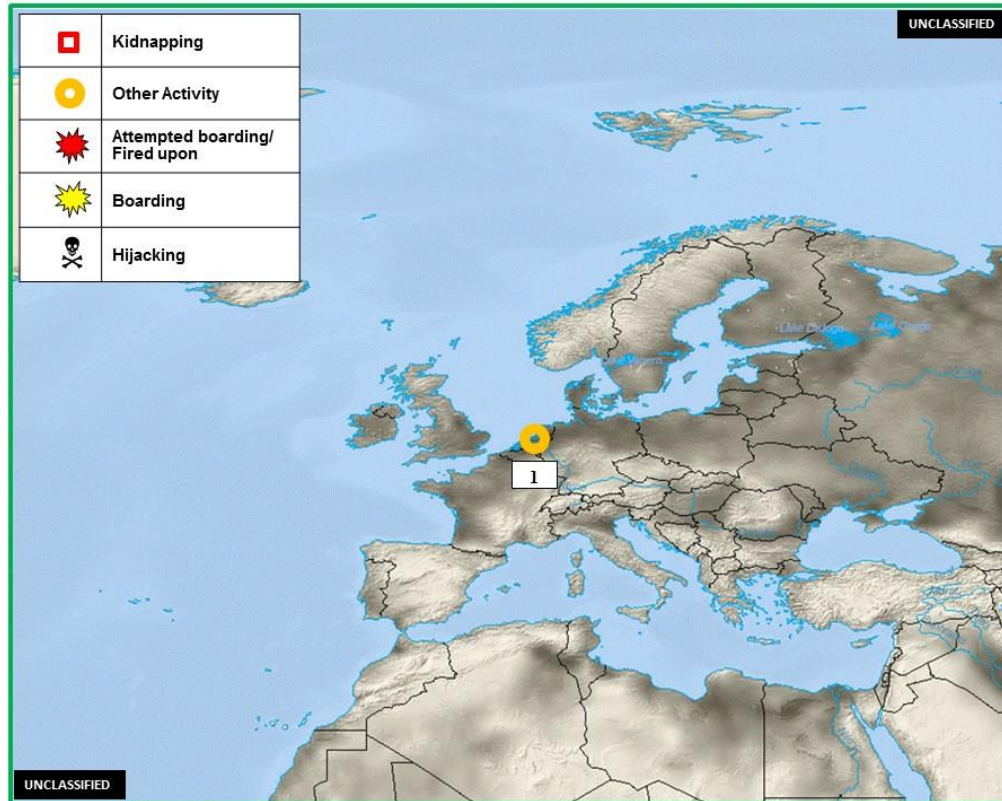 UNCLASSIFIED
Kidnapping
Other Activity
Attempted boarding/
Fired upon
Boarding
Hijacking
1
UNCLASSIFIED